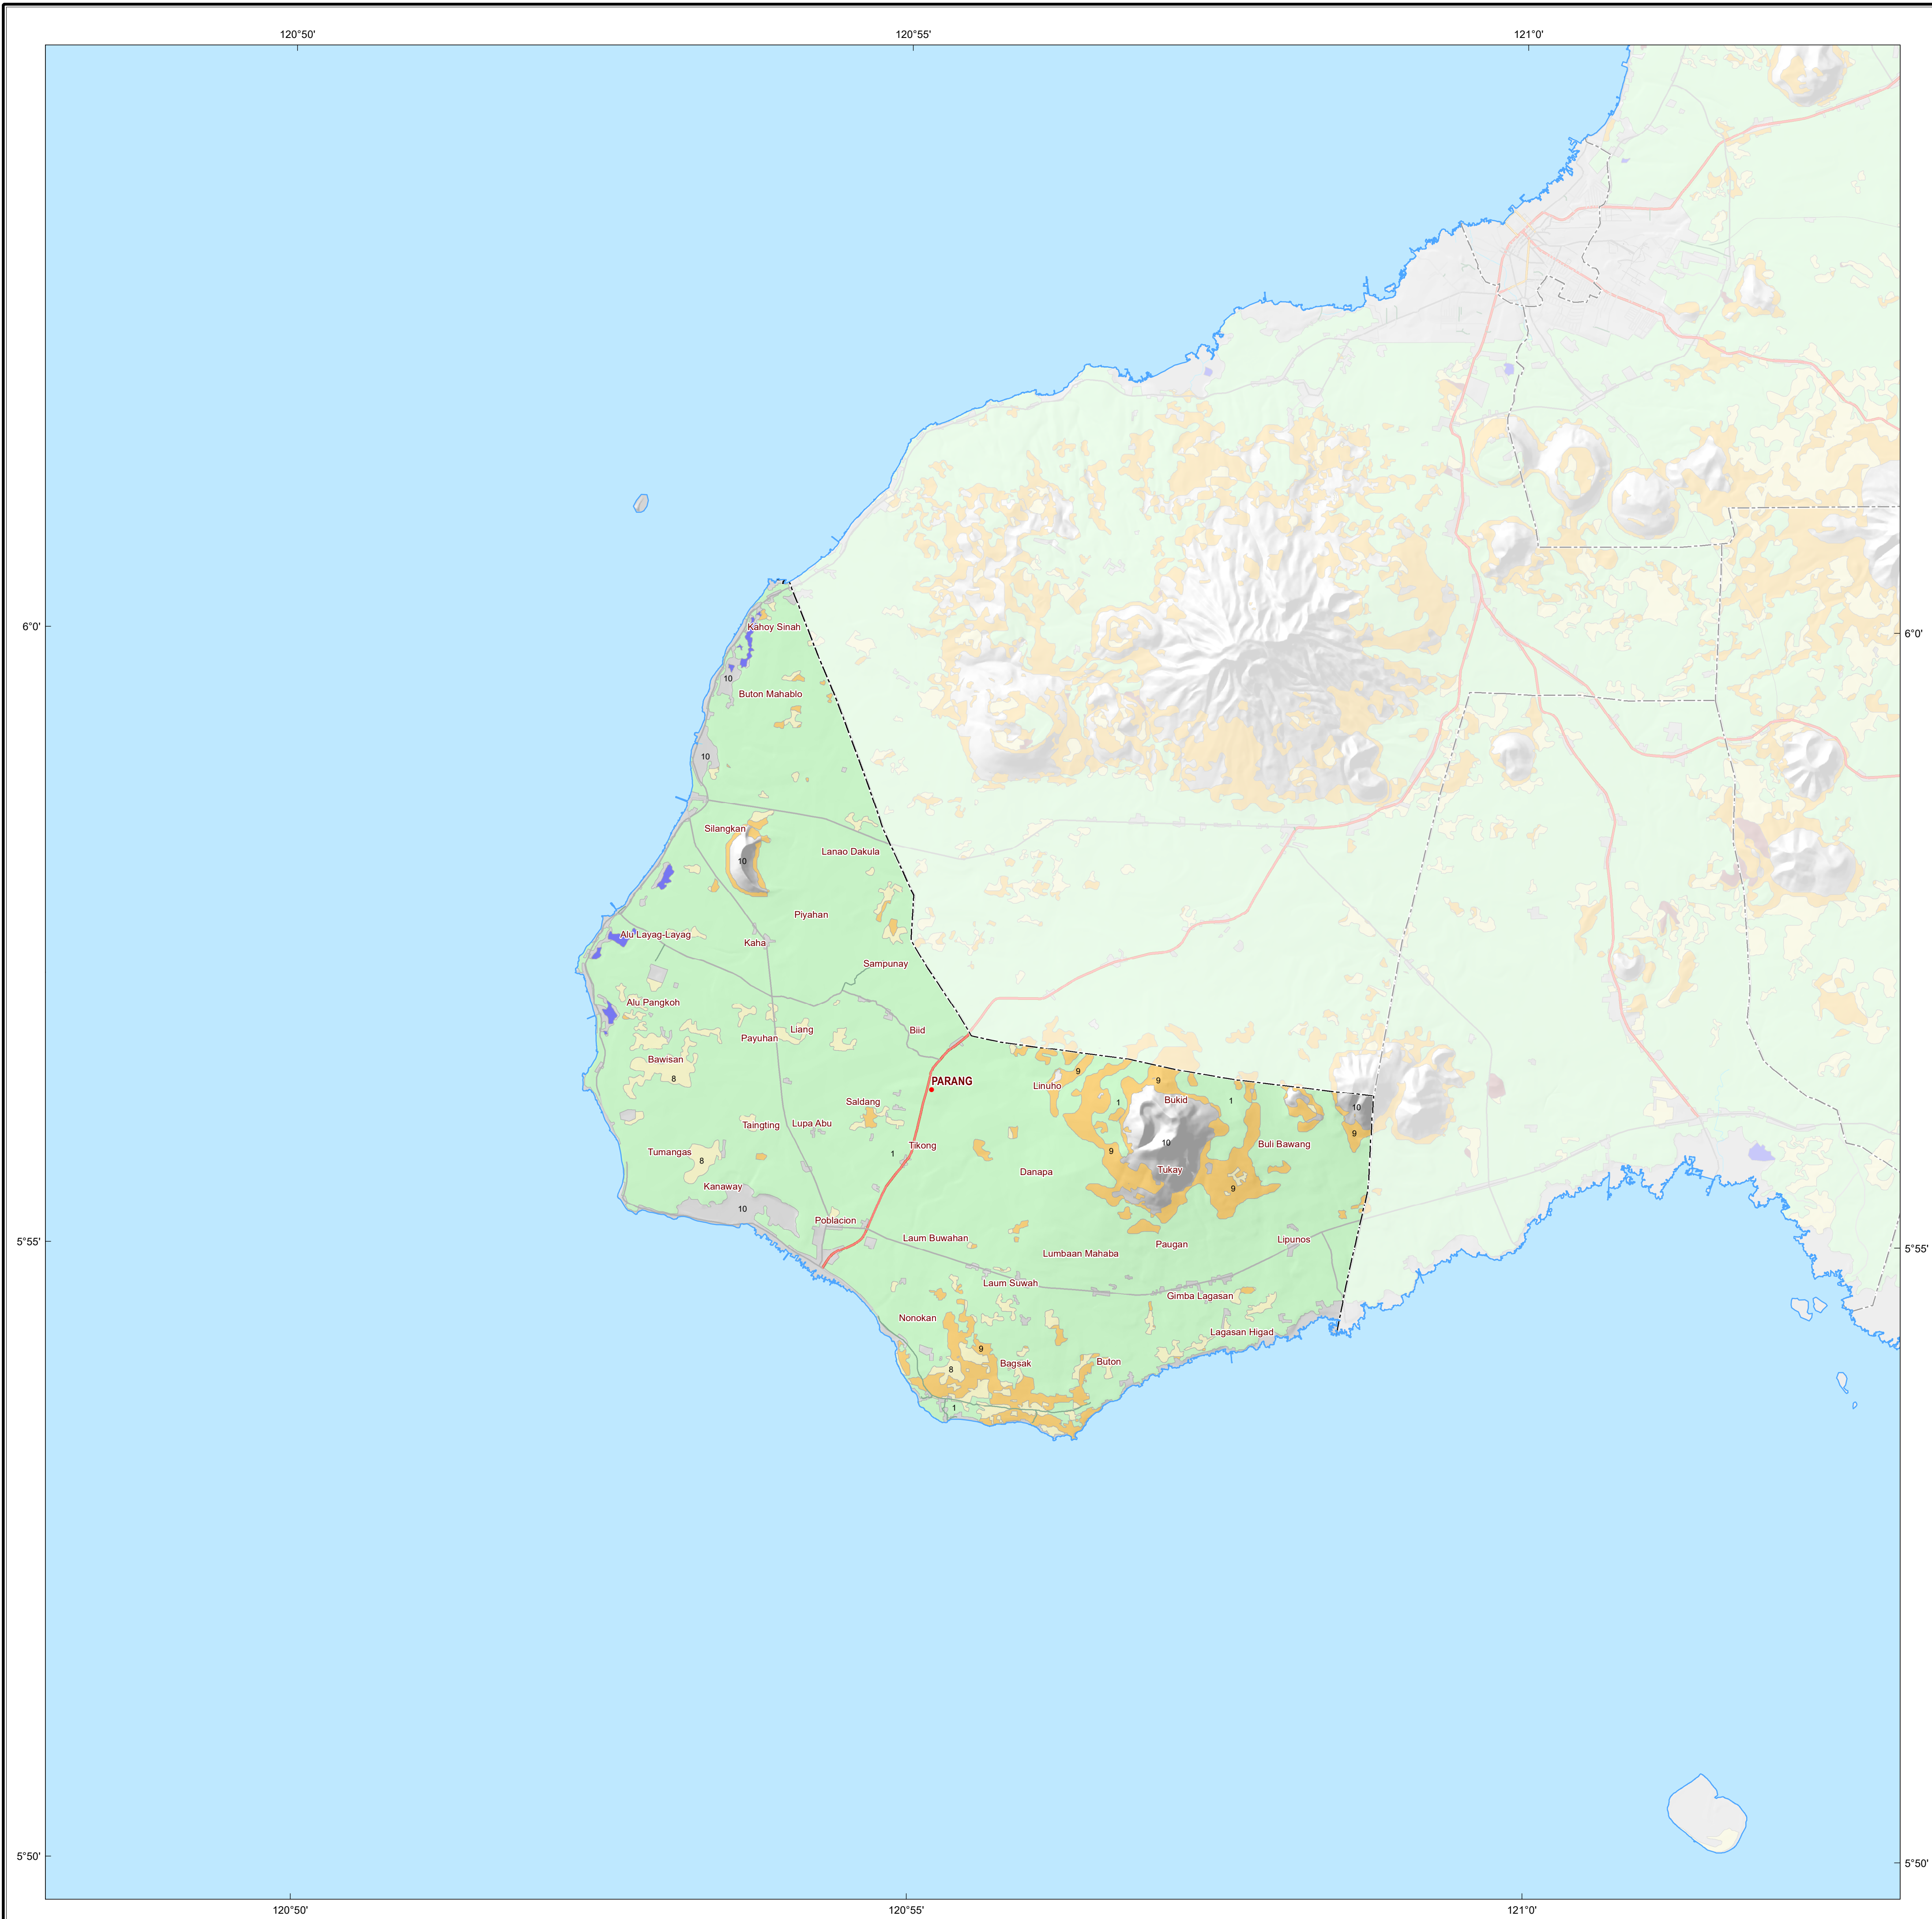 120°50' 120°55' 121°0'
6°0' 6°0'
Kahoy Sinah
10
Buton Mahablo
10
Silangkan
Lanao Dakula
10
Piyahan
Alu Layag-Layag
Kaha
Sampunay
Alu Pangkoh
Liang
Biid
Payuhan
Bawisan
8
9
9
PARANG
Linuho
Bukid
1
1
Saldang
10
Lupa Abu
Taingting
9
10
Buli Bawang
Tikong
Tumangas
1
9
8
Tukay
Danapa
Kanaway
9
10
Poblacion
Laum Buwahan
Lipunos
Paugan
5°55' 5°55'
Lumbaan Mahaba
Laum Suwah
Gimba Lagasan
Nonokan
Lagasan Higad
9
Buton
Bagsak
8
1
5°50' 5°50'
120°50' 120°55' 121°0'